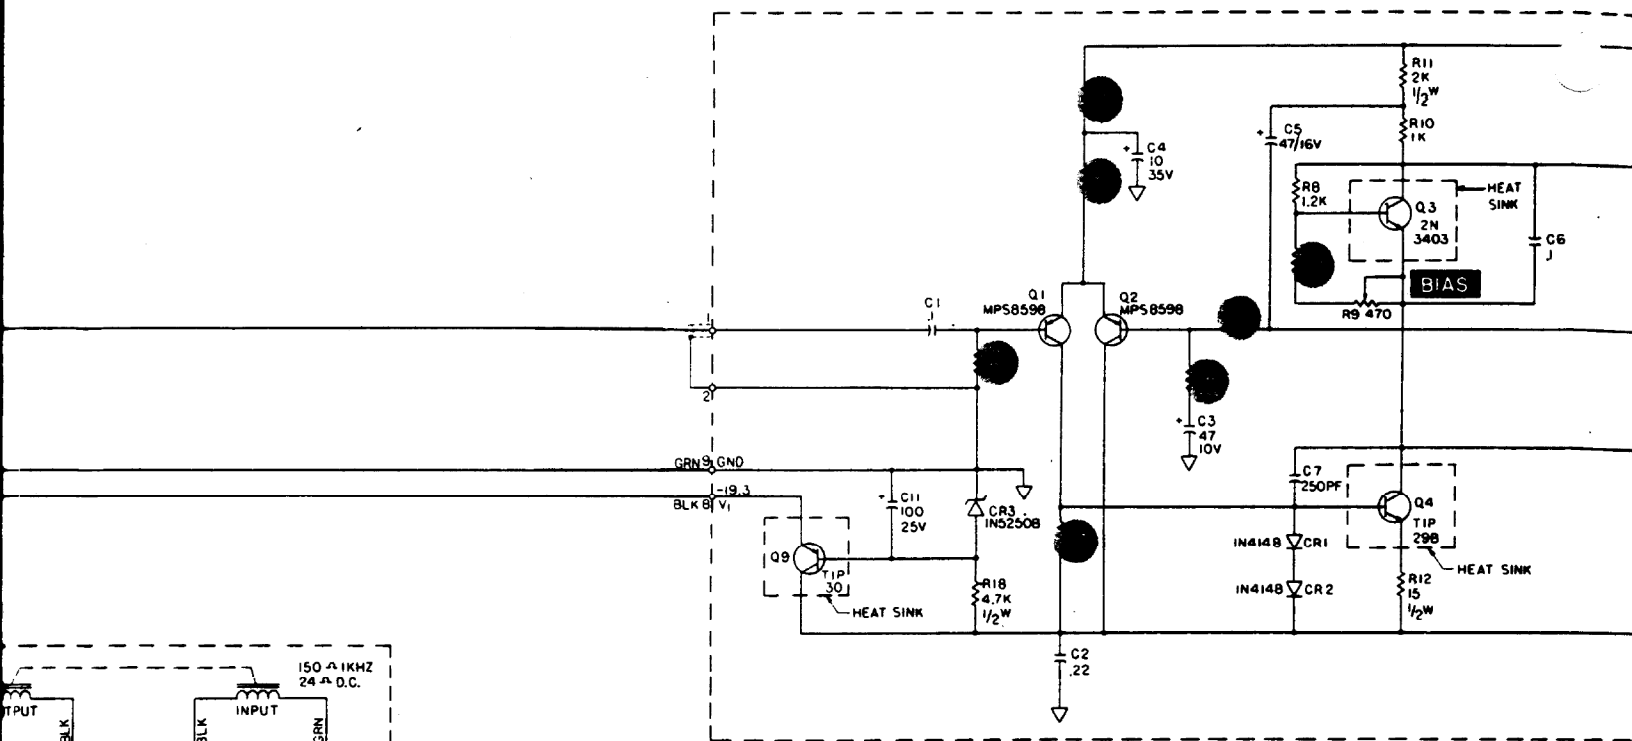 R11
2K
1/2W
R10
1K
C5
+
47/16V
+
C4
10
35V
R8
1.2K
Q3
2N
3403
HEAT
SINK
C6
.1
BIAS
R9 470
C1
.1
Q1
MPS8598
Q2
MPS8598
1
2
+
C3
47
10V
GRN 9 GND
-19.3
BLK 8 V1
+
C11
100
25V
CR3
IN5250B
C7
250PF
Q4
TIP
29B
HEAT SINK
IN4148 CR1
IN4148 CR2
R12
15
1/2W
Q9
TIP
30
HEAT SINK
R18
4.7K
1/2W
C2
.22
150 Ω 1KHZ
24 Ω D.C.
TPUT
INPUT
BLK
BLK
GRN